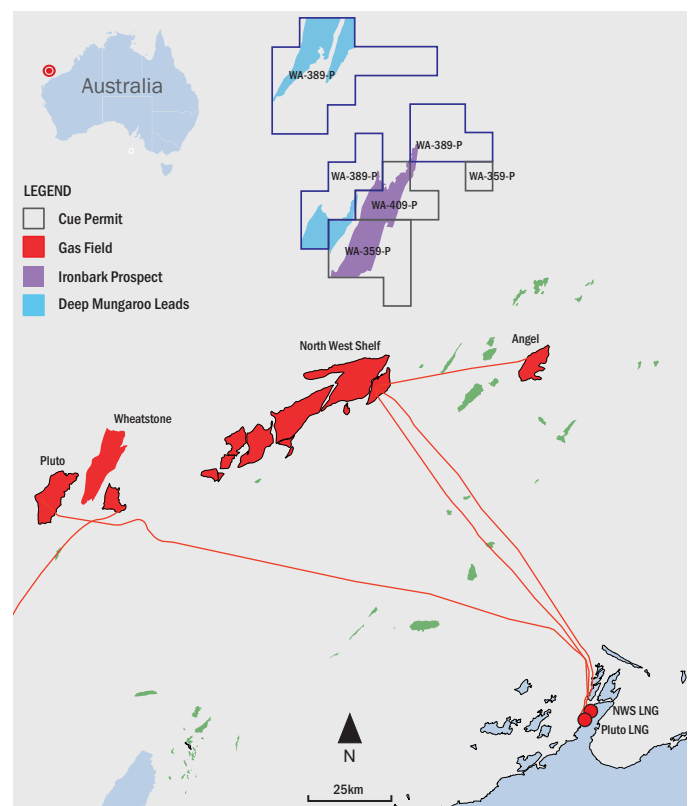 WA-389-P
Australia
WA-389-P
WA-389-P
WA-359-P
LEGEND
WA-409-P
Cue Permit
Gas Field
WA-359-P
Ironbark Prospect
Deep Mungaroo Leads
North West Shelf
Angel
Wheatstone
Pluto
NWS LNG
Pluto LNG
N
25km